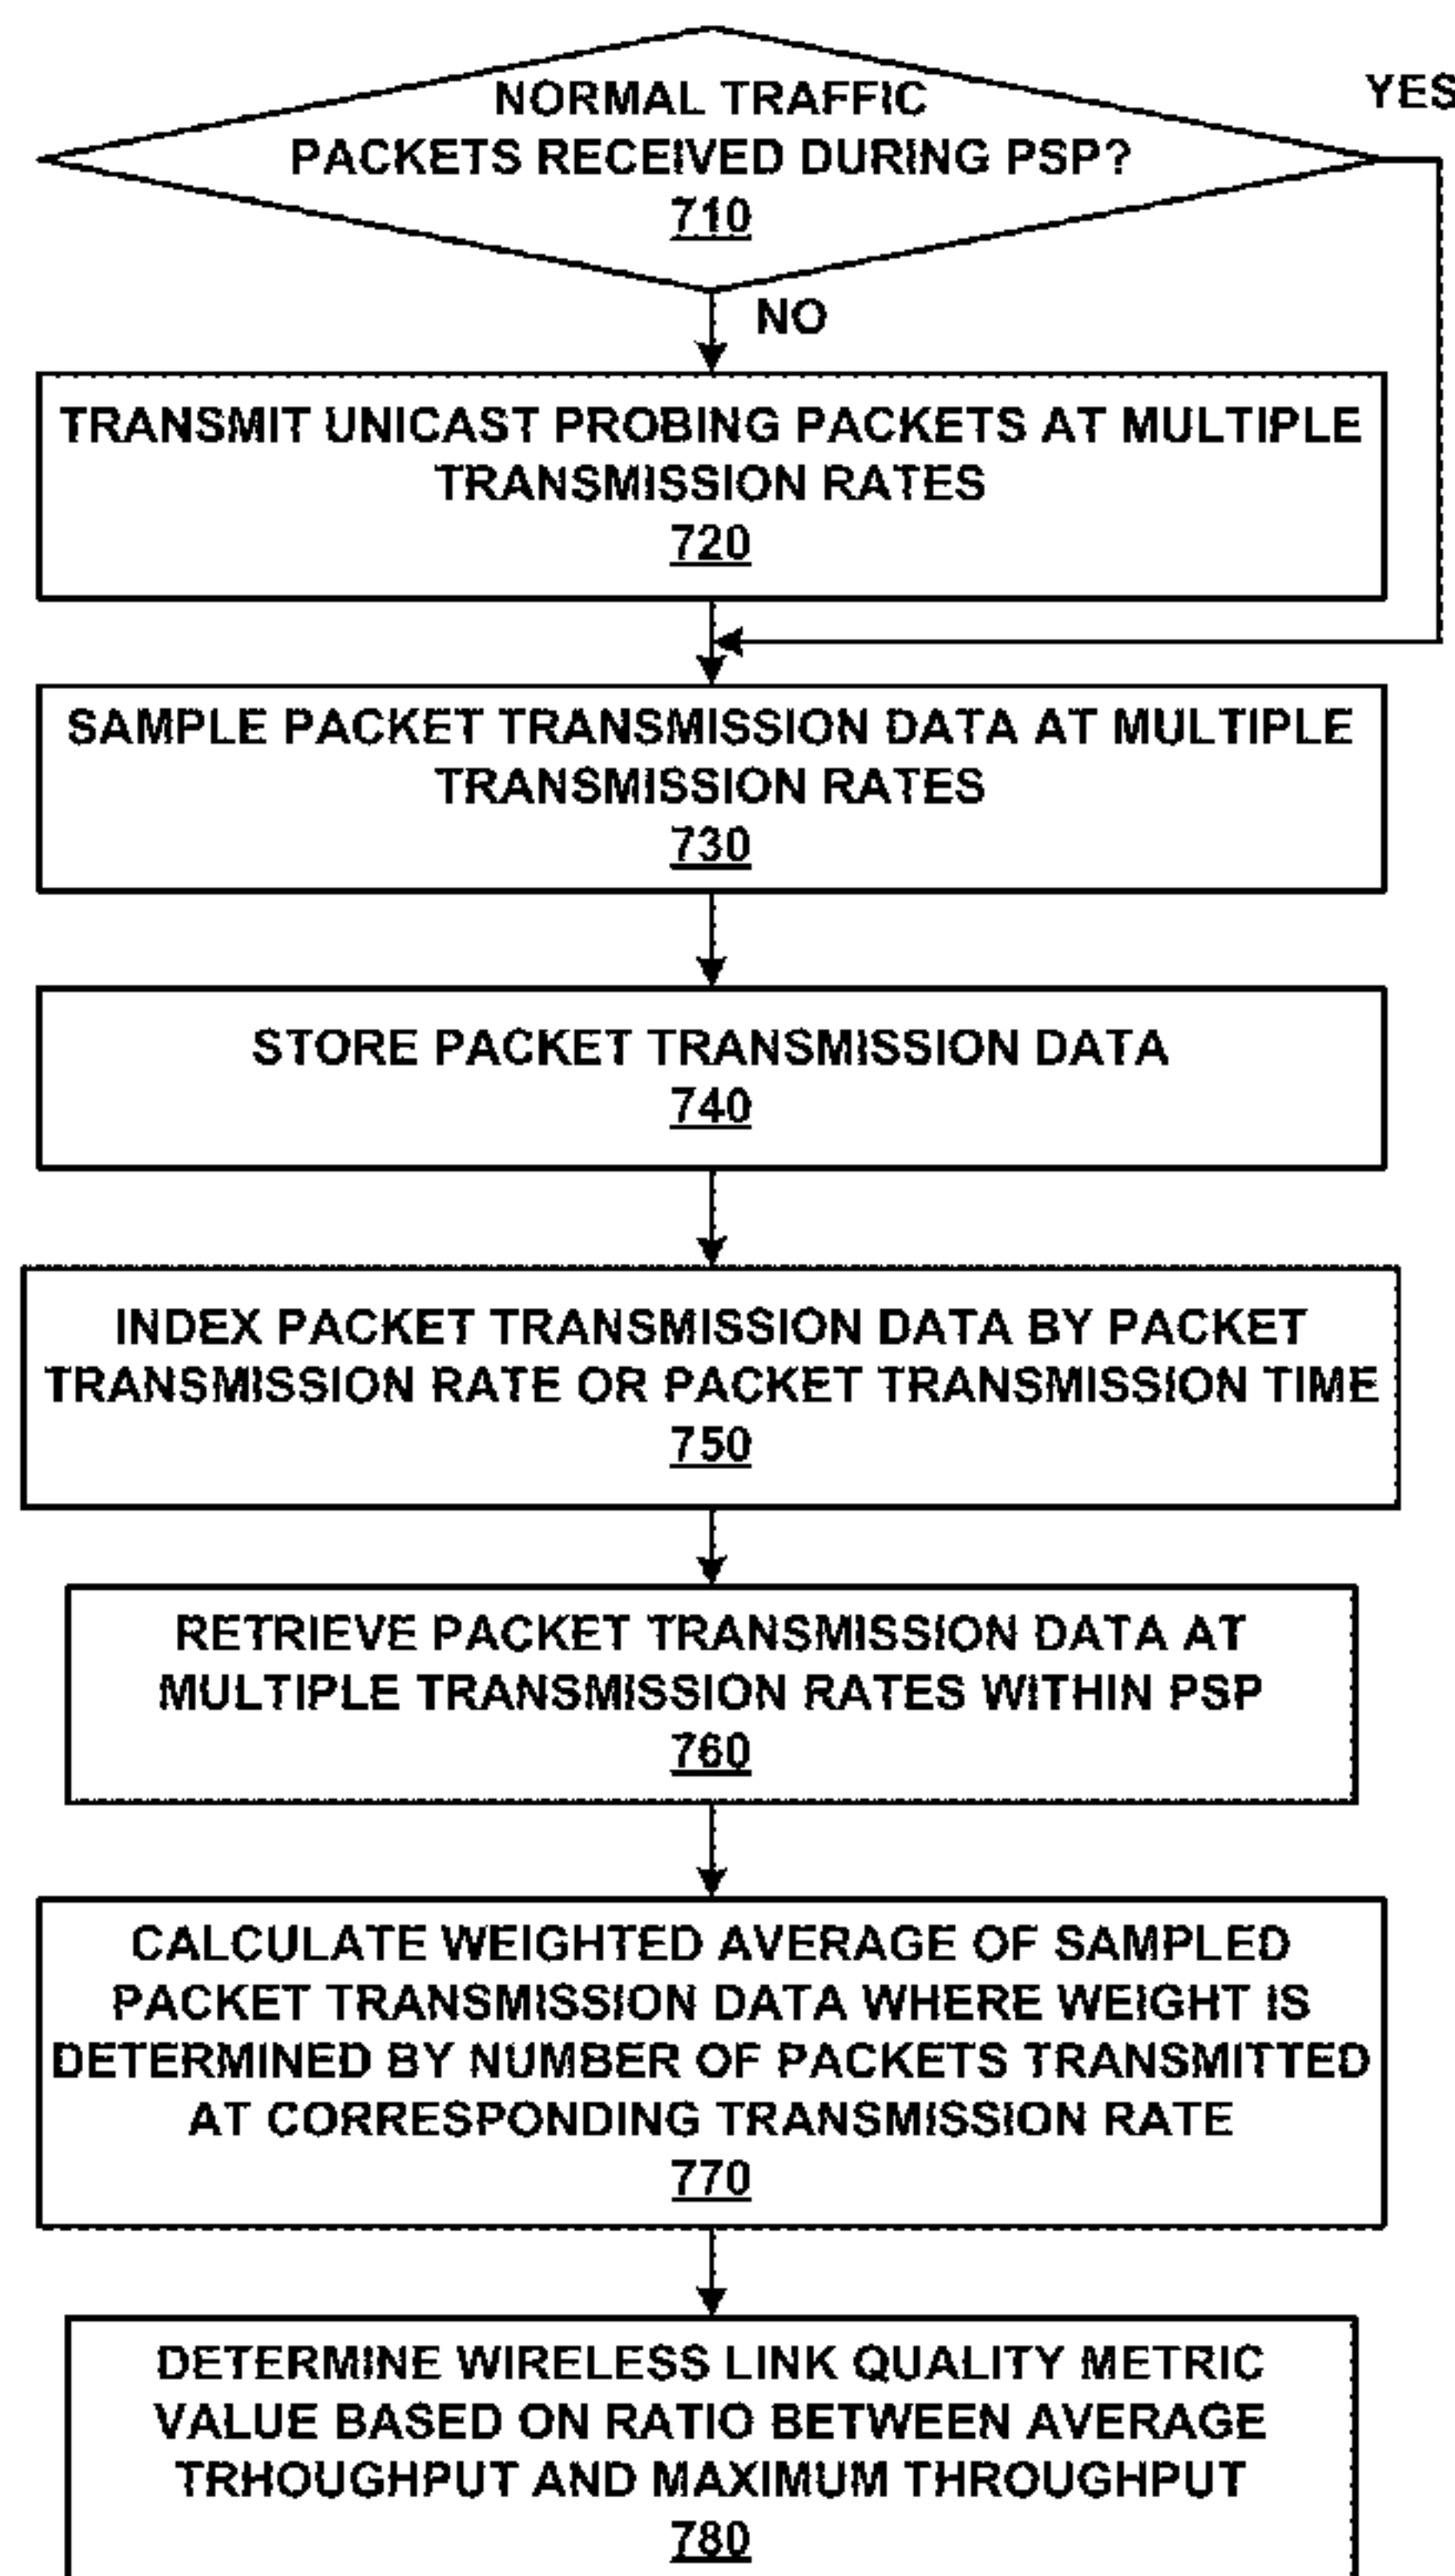 NORMAL TRAFFIC
YES
PACKETS RECEIVED DURING PSP?
710
NO
TRANSMIT UNICAST PROBING PACKETS AT MULTIPLE
TRANSMISSION RATES
720
SAMPLE PACKET TRANSMISSION DATA AT MULTIPLE
TRANSMISSION RATES
730
STORE PACKET TRANSMISSION DATA
740
INDEX PACKET TRANSMISSION DATA BY PACKET
TRANSMISSION RATE OR PACKET TRANSMISSION TIME
750
RETRIEVE PACKET TRANSMISSION DATA AT
MULTIPLE TRANSMISSION RATES WITHIN PSP
760
CALCULATE WEIGHTED AVERAGE OF SAMPLED
PACKET TRANSMISSION DATA WHERE WEIGHT IS
DETERMINED BY NUMBER OF PACKETS TRANSMITTED
AT CORRESPONDING TRANSMISSION RATE
770
DETERMINE WIRELESS LINK QUALITY METRIC
VALUE BASED ON RATIO BETWEEN AVERAGE
TRHOUGHPUT AND MAXIMUM THROUGHPUT
780